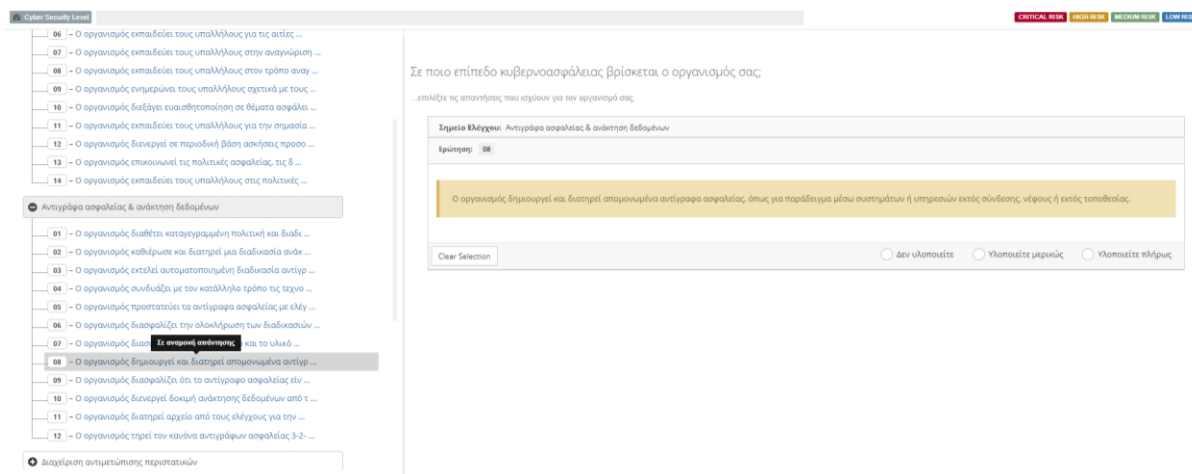 Cyber Security Level
CRITICAL RISK HIGH RISK MEDIUM RISK LOW RIS
06 – Ο οργανισμός εκπαιδεύει τους υπαλλήλους για τις αιτίες ...
07 – Ο οργανισμός εκπαιδεύει τους υπαλλήλους στην αναγνώριση ...
08 – Ο οργανισμός εκπαιδεύει τους υπαλλήλους στον τρόπο αναγ ...
09 – Ο οργανισμός ενημερώνει τους υπαλλήλους σχετικά με τους ...
10 – Ο οργανισμός διεξάγει ευαισθητοποίηση σε θέματα ασφάλει ...
11 – Ο οργανισμός εκπαιδεύει τους υπαλλήλους για την σημασία ...
12 – Ο οργανισμός διενεργεί σε περιοδική βάση ασκήσεις προσο ...
13 – Ο οργανισμός επικοινωνεί τις πολιτικές ασφαλείας, τις δ ...
14 – Ο οργανισμός εκπαιδεύει τους υπαλλήλους στις πολιτικές ...
Αντιγράφα ασφαλείας & ανάκτηση δεδομένων
01 – Ο οργανισμός διαθέτει καταγεγραμμένη πολιτική και διαδι ...
02 – Ο οργανισμός καθιέρωσε και διατηρεί μια διαδικασία ανάκ ...
03 – Ο οργανισμός εκτελεί αυτοματοποιημένη διαδικασία αντίγρ ...
04 – Ο οργανισμός συνδυάζει με τον κατάλληλο τρόπο τις τεχνο ...
05 – Ο οργανισμός προστατεύει τα αντίγραφα ασφαλείας με ελέγ ...
06 – Ο οργανισμός διασφαλίζει την ολοκλήρωση των διαδικασιών ...
07 – Ο οργανισμός και το υλικό ...
Σε αναμονή απάντησης
08 – Ο οργανισμός δημιουργεί και διατηρεί απομονωμένα αντίγρ ...
09 – Ο οργανισμός διασφαλίζει ότι το αντίγραφο ασφαλείας είν ...
10 – Ο οργανισμός διενεργεί δοκιμή ανάκτησης δεδομένων από τ ...
11 – Ο οργανισμός διατηρεί αρχείο από τους ελέγχους για την ...
12 – Ο οργανισμός τηρεί τον κανόνα αντιγράφων ασφαλείας 3-2- ...
Διαχείριση αντιμετώπισης περιστατικών
Σε ποιο επίπεδο κυβερνοασφάλειας βρίσκεται ο οργανισμός σας;
...επιλέξτε τις απαντήσεις που ισχύουν για τον οργανισμό σας.
Σημείο Ελέγχου: Αντιγράφα ασφαλείας & ανάκτηση δεδομένων
Ερώτηση: 08
Ο οργανισμός δημιουργεί και διατηρεί απομονωμένα αντίγραφα ασφαλείας, όπως για παράδειγμα μέσω συστημάτων ή υπηρεσιών εκτός σύνδεσης, νέφους ή εκτός τοποθεσίας.
Clear Selection Δεν υλοποιείτε Υλοποιείτε μερικώς Υλοποιείτε πλήρως